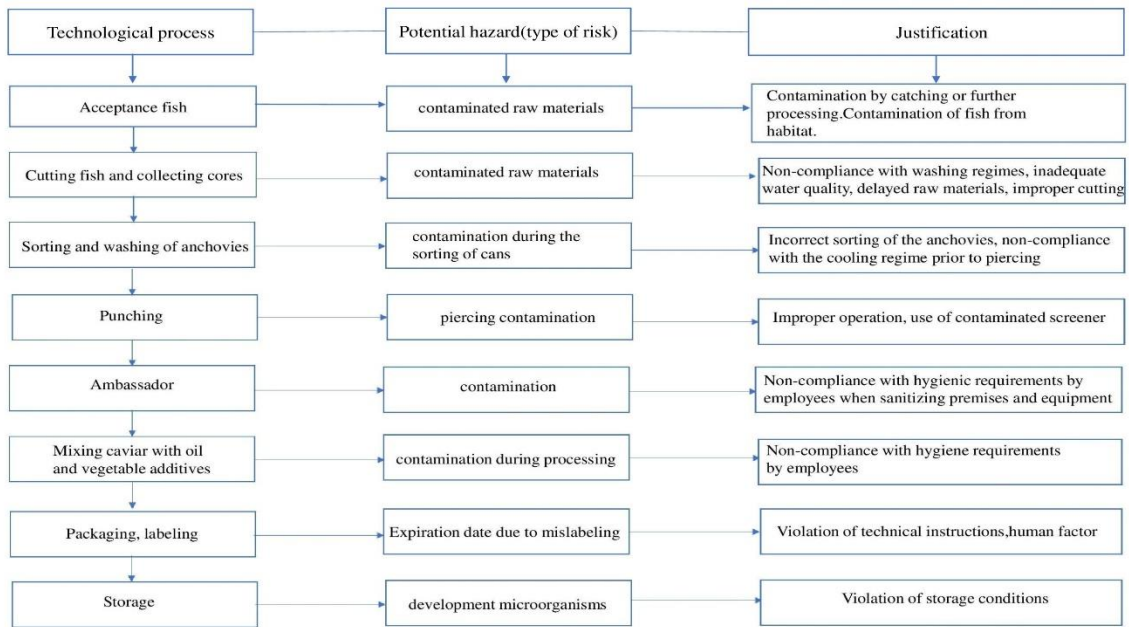 Technological process
Potential hazard(type of risk)
Justification
Acceptance fish
contaminated raw materials
Contamination by catching or further
processing.Contamination of fish from
habitat.
Cutting fish and collecting cores
contaminated raw materials
Non-compliance with washing regimes, inadequate
water quality, delayed raw materials, improper cutting
Sorting and washing of anchovies
contamination during the
sorting of cans
Incorrect sorting of the anchovies, non-compliance
with the cooling regime prior to piercing
Punching
piercing contamination
Improper operation, use of contaminated screener
Ambassador
contamination
Non-compliance with hygienic requirements by
employees when sanitizing premises and equipment
Mixing caviar with oil
and vegetable additives
contamination during processing
Non-compliance with hygiene requirements
by employees
Packaging, labeling
Expiration date due to mislabeling
Violation of technical instructions,human factor
Storage
development microorganisms
Violation of storage conditions